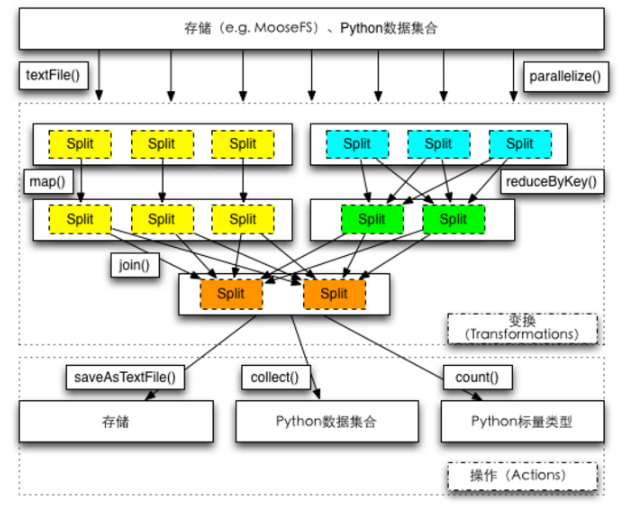 存储（e.g. MooseFS）、Python数据集合
textFile()
parallelize()
Split Split Split Split Split Split
map()
reduceByKey()
Split Split Split Split Split
join()
Split Split
变换
（Transformations）
saveAsTextFile()
collect()
count()
存储
Python数据集合
Python标量类型
操作（Actions）